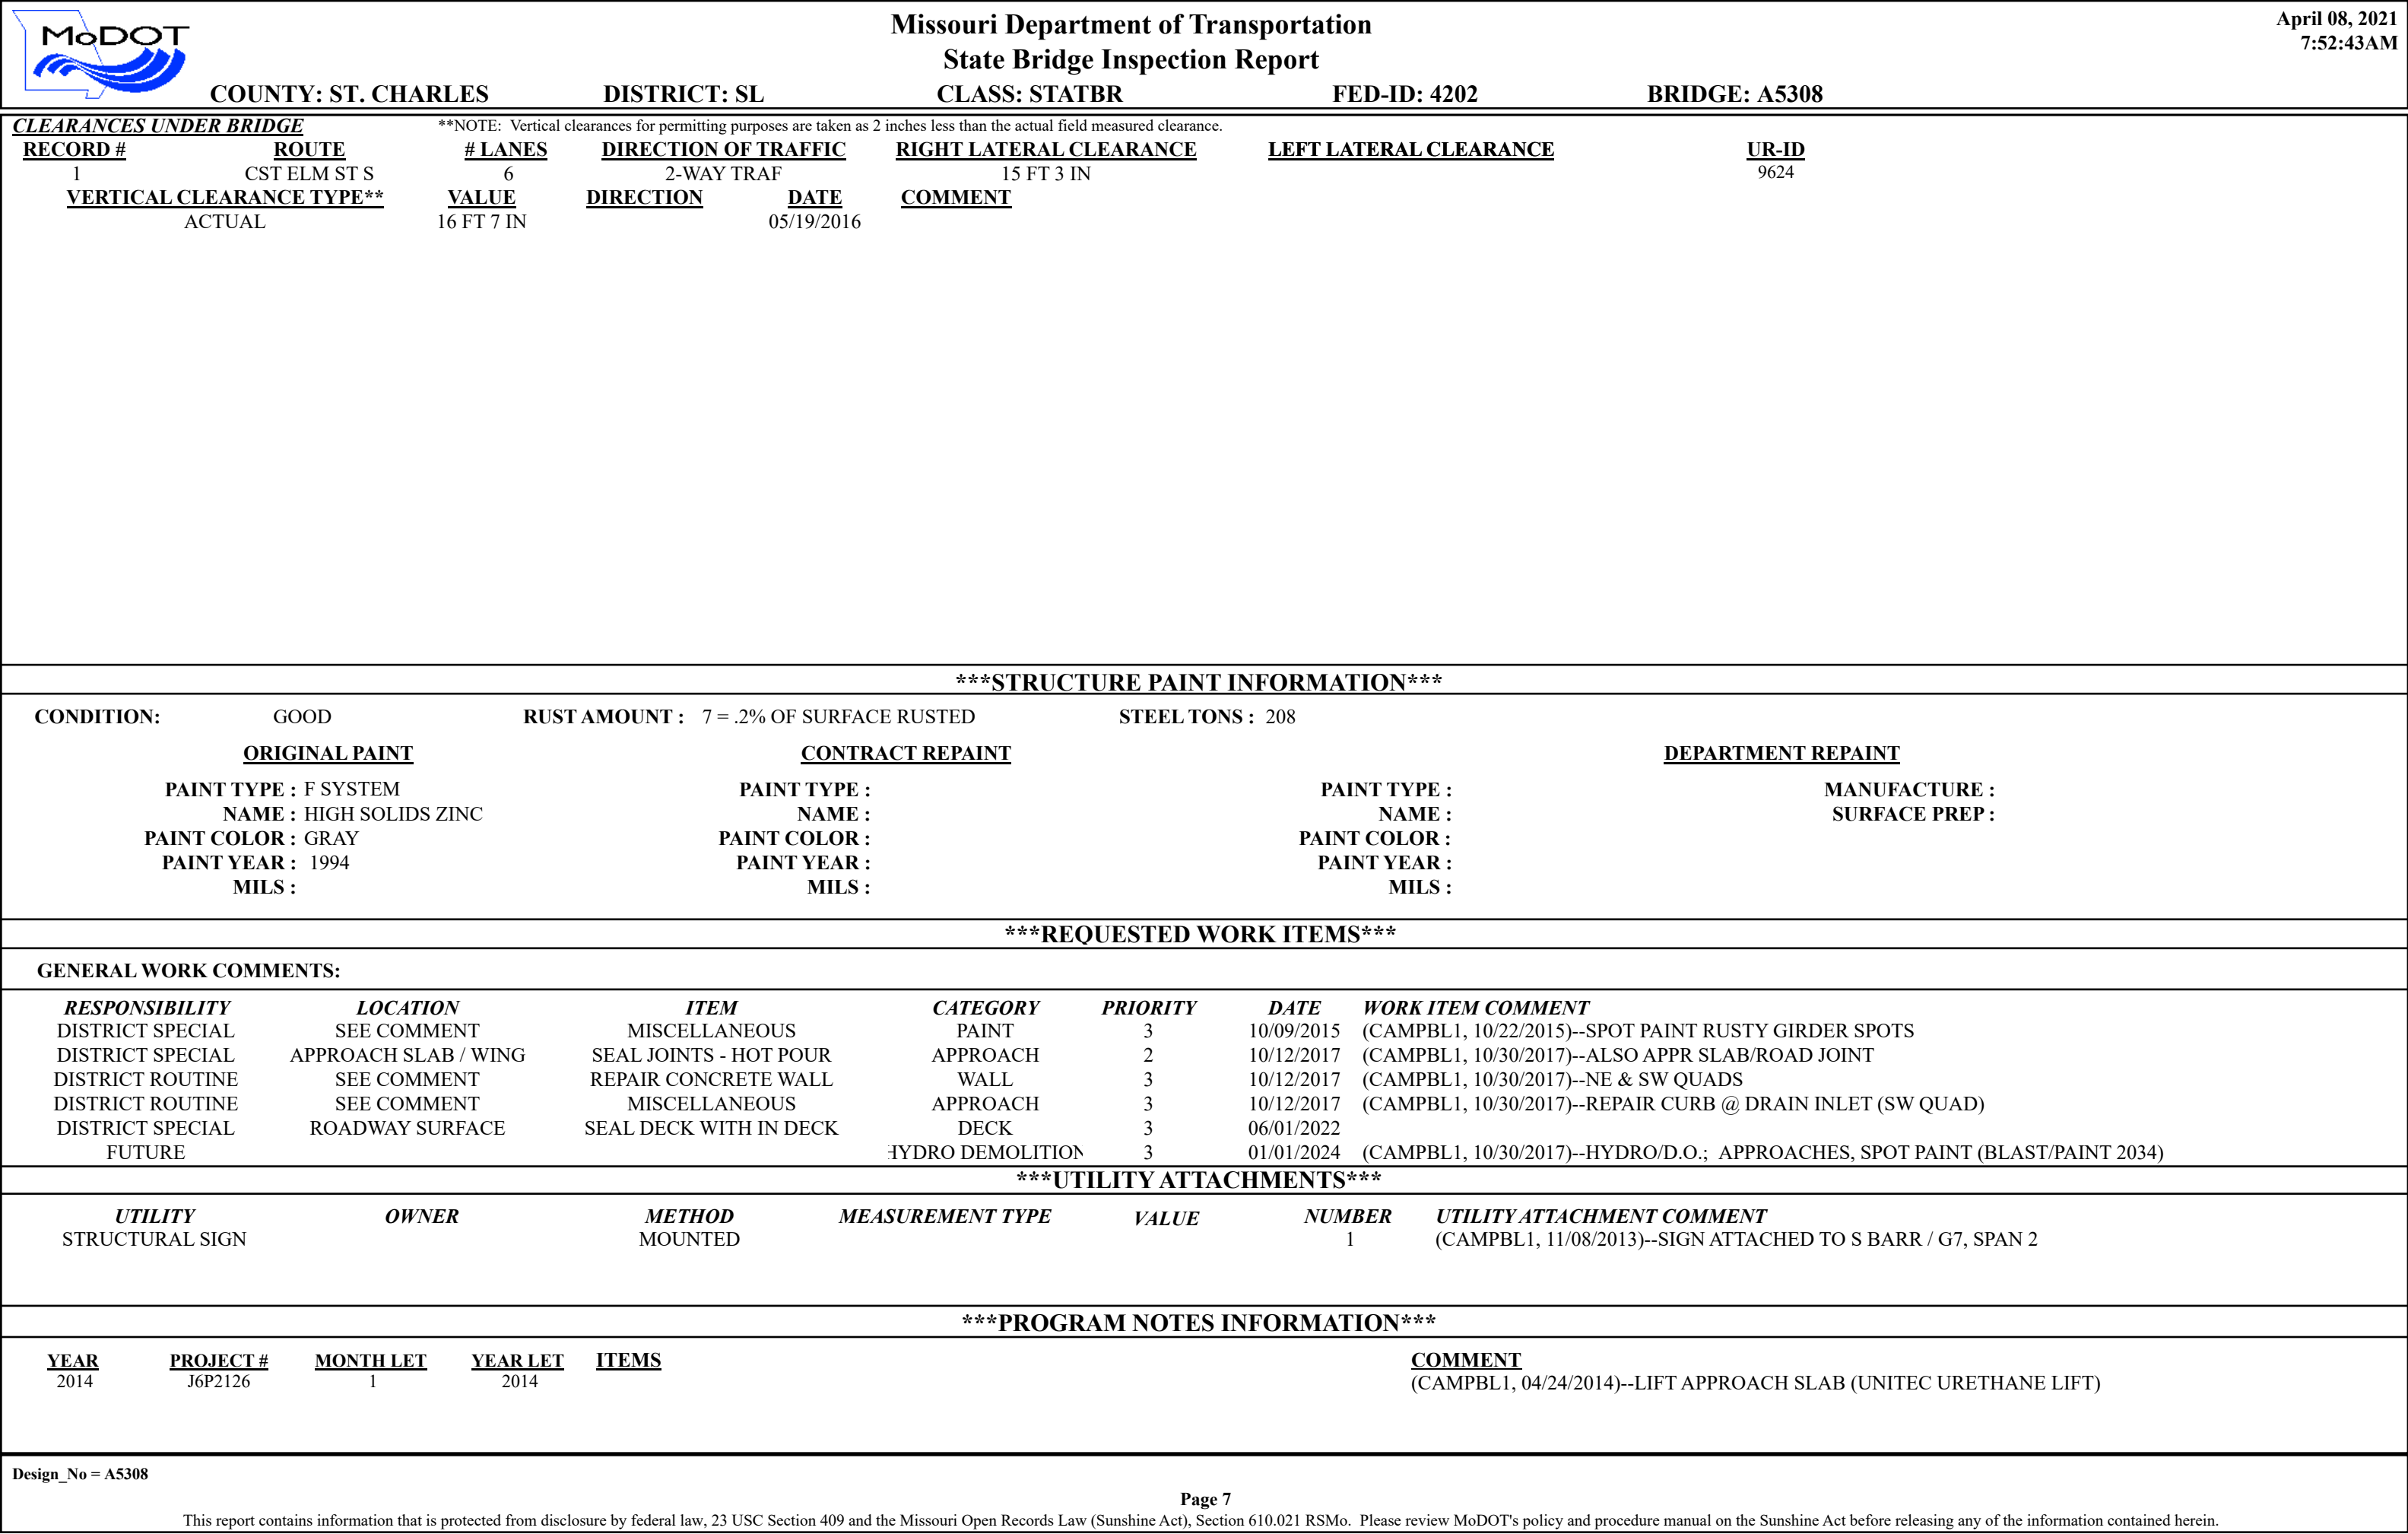 MoDOT
Missouri Department of Transportation
State Bridge Inspection Report
April 08, 2021
7:52:43AM
COUNTY: ST. CHARLES DISTRICT: SL CLASS: STATBR FED-ID: 4202 BRIDGE: A5308
CLEARANCES UNDER BRIDGE **NOTE: Vertical clearances for permitting purposes are taken as 2 inches less than the actual field measured clearance.
RECORD # ROUTE # LANES DIRECTION OF TRAFFIC RIGHT LATERAL CLEARANCE LEFT LATERAL CLEARANCE UR-ID
1 CST ELM ST S 6 2-WAY TRAF 15 FT 3 IN 9624
VERTICAL CLEARANCE TYPE** VALUE DIRECTION DATE COMMENT
ACTUAL 16 FT 7 IN 05/19/2016
***STRUCTURE PAINT INFORMATION***
CONDITION: GOOD RUST AMOUNT : 7 = .2% OF SURFACE RUSTED STEEL TONS : 208
ORIGINAL PAINT CONTRACT REPAINT DEPARTMENT REPAINT
PAINT TYPE : F SYSTEM PAINT TYPE : PAINT TYPE : MANUFACTURE :
NAME : HIGH SOLIDS ZINC NAME : NAME : SURFACE PREP :
PAINT COLOR : GRAY PAINT COLOR : PAINT COLOR :
PAINT YEAR : 1994 PAINT YEAR : PAINT YEAR :
MILS : MILS : MILS :
***REQUESTED WORK ITEMS***
GENERAL WORK COMMENTS:
RESPONSIBILITY LOCATION ITEM CATEGORY PRIORITY DATE WORK ITEM COMMENT
DISTRICT SPECIAL SEE COMMENT MISCELLANEOUS PAINT 3 10/09/2015 (CAMPBL1, 10/22/2015)--SPOT PAINT RUSTY GIRDER SPOTS
DISTRICT SPECIAL APPROACH SLAB / WING SEAL JOINTS - HOT POUR APPROACH 2 10/12/2017 (CAMPBL1, 10/30/2017)--ALSO APPR SLAB/ROAD JOINT
DISTRICT ROUTINE SEE COMMENT REPAIR CONCRETE WALL WALL 3 10/12/2017 (CAMPBL1, 10/30/2017)--NE & SW QUADS
DISTRICT ROUTINE SEE COMMENT MISCELLANEOUS APPROACH 3 10/12/2017 (CAMPBL1, 10/30/2017)--REPAIR CURB @ DRAIN INLET (SW QUAD)
DISTRICT SPECIAL ROADWAY SURFACE SEAL DECK WITH IN DECK DECK 3 06/01/2022
FUTURE HYDRO DEMOLITION 3 01/01/2024 (CAMPBL1, 10/30/2017)--HYDRO/D.O.; APPROACHES, SPOT PAINT (BLAST/PAINT 2034)
***UTILITY ATTACHMENTS***
UTILITY OWNER METHOD MEASUREMENT TYPE VALUE NUMBER UTILITY ATTACHMENT COMMENT
STRUCTURAL SIGN MOUNTED 1 (CAMPBL1, 11/08/2013)--SIGN ATTACHED TO S BARR / G7, SPAN 2
***PROGRAM NOTES INFORMATION***
YEAR PROJECT # MONTH LET YEAR LET ITEMS COMMENT
2014 J6P2126 1 2014 (CAMPBL1, 04/24/2014)--LIFT APPROACH SLAB (UNITEC URETHANE LIFT)
Design_No = A5308
Page 7
This report contains information that is protected from disclosure by federal law, 23 USC Section 409 and the Missouri Open Records Law (Sunshine Act), Section 610.021 RSMo. Please review MoDOT's policy and procedure manual on the Sunshine Act before releasing any of the information contained herein.